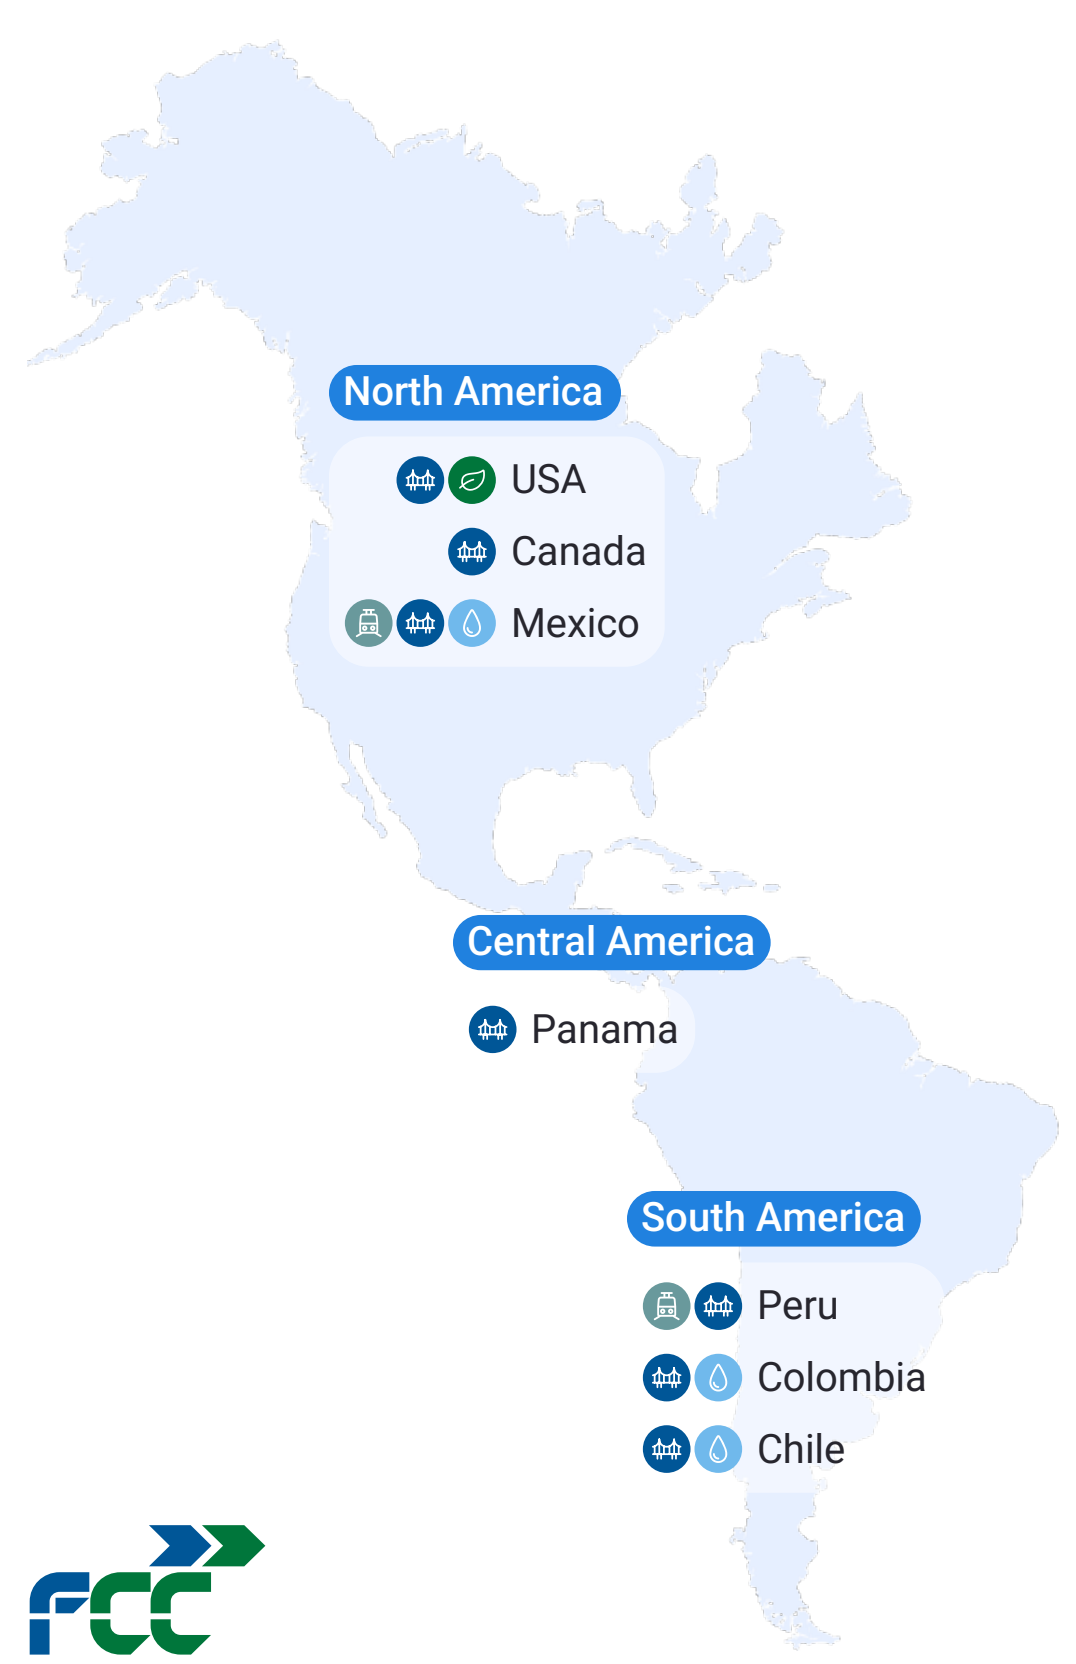 North America
USA
Canada
Mexico
Central America
Panama
South America
Peru
Colombia
Chile
FCC